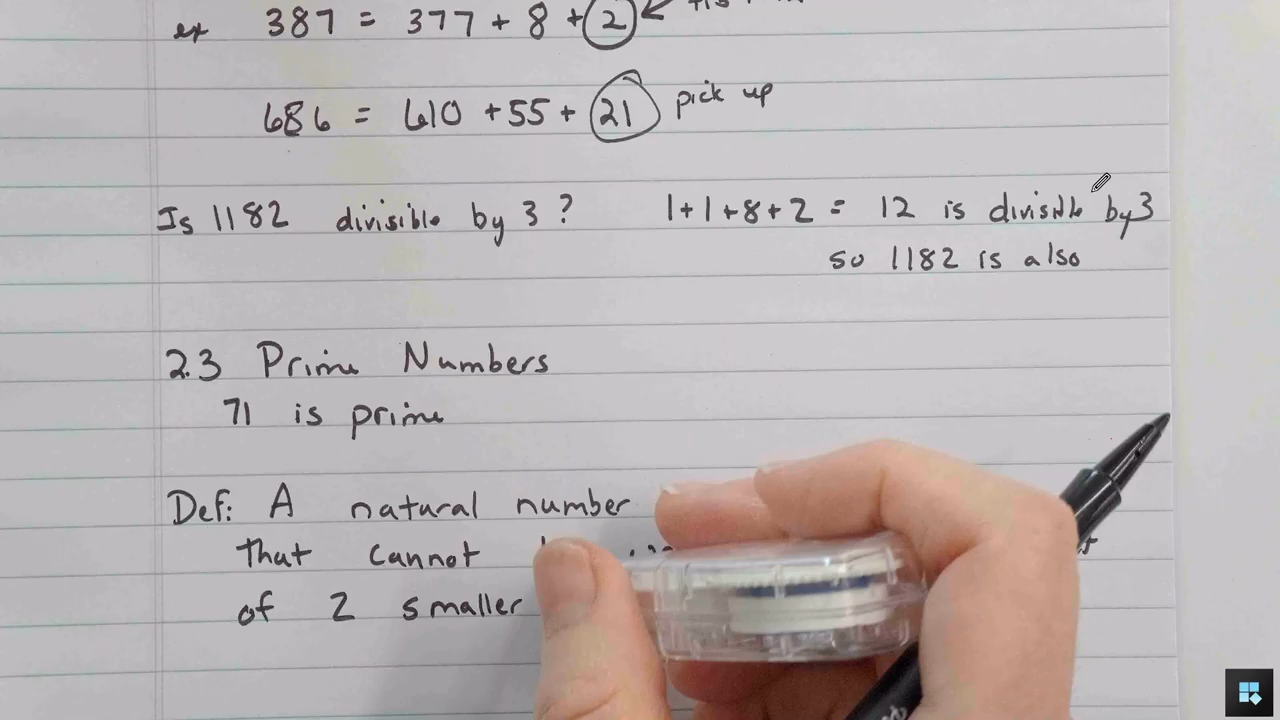 ex 387 = 377 + 8 + 2
686 = 610 + 55 + 21 pick up
Is 1182 divisible by 3? 1+1+8+2 = 12 is divisible by 3
so 1182 is also
2.3 Prime Numbers
71 is prime
Def: A natural number
that cannot
of 2 smaller